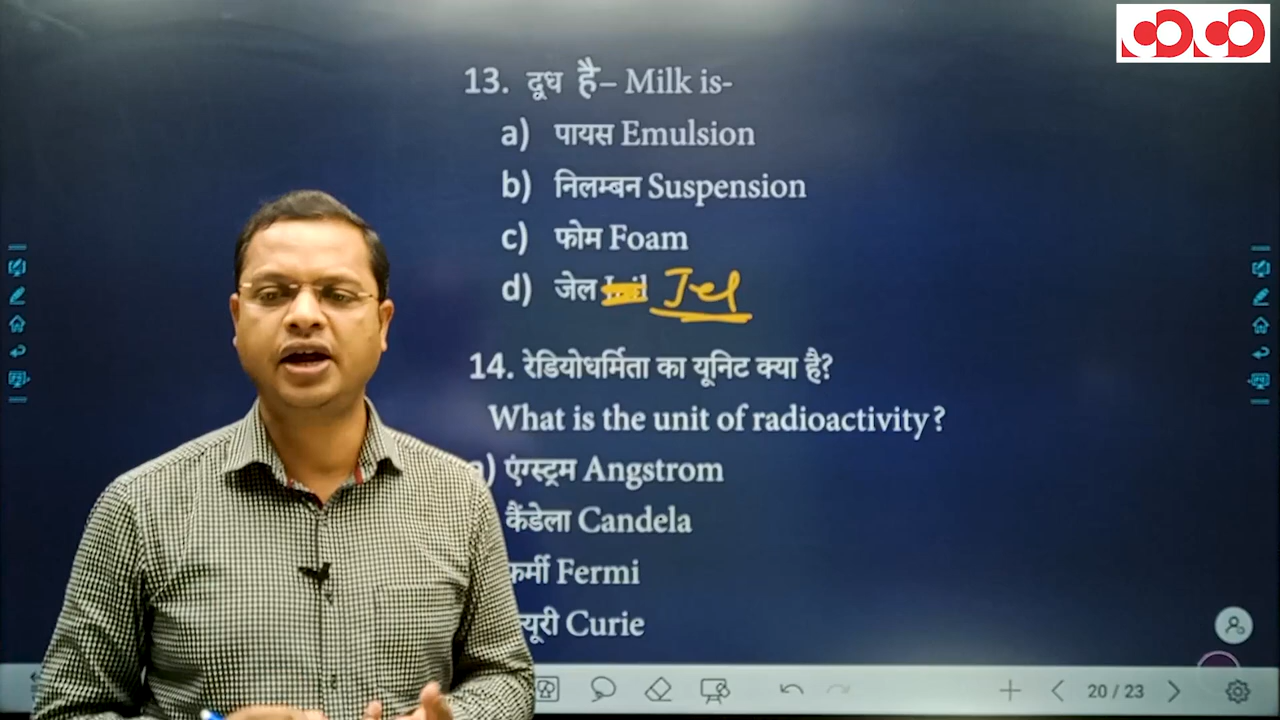 13. दूध है– Milk is-
a) पायस Emulsion
b) निलम्बन Suspension
c) फोम Foam
d) जेल Jel
14. रेडियोधर्मिता का यूनिट क्या है?
What is the unit of radioactivity?
) एंग्स्ट्रम Angstrom
कैंडेला Candela
फर्मी Fermi
क्यूरी Curie
20 / 23